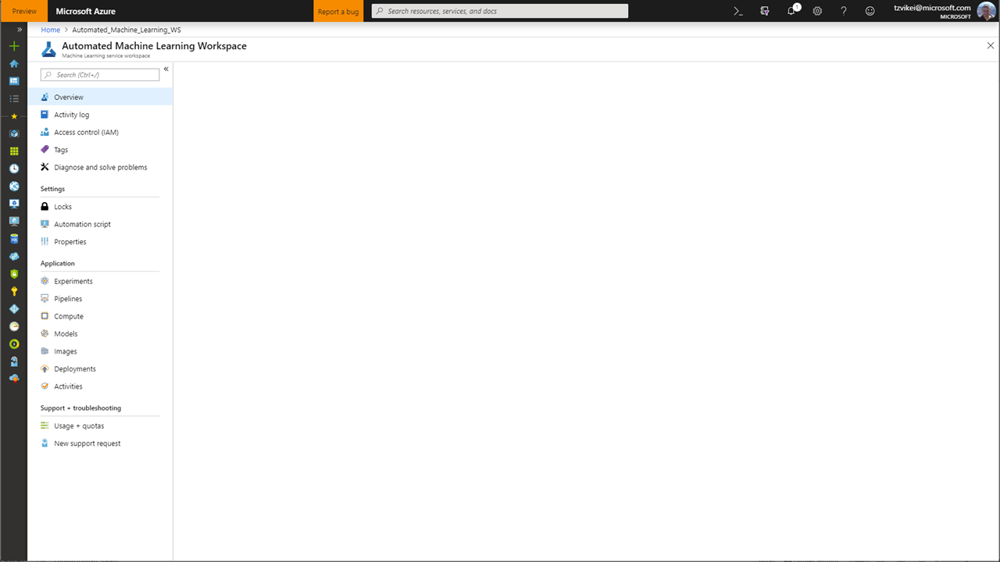 Preview
Microsoft Azure
Report a bug
Search resources, services, and docs
1
sackei@microsoft.com
MICROSOFT
Home > Automated_Machine_Learning_WS
Automated Machine Learning Workspace
Machine Learning service workspace
Search (Ctrl+/)
Overview
Activity log
Access control (IAM)
Tags
Diagnose and solve problems
Settings
Locks
Automation script
Properties
Application
Experiments
Pipelines
Compute
Models
Images
Deployments
Activities
Support + troubleshooting
Usage + quotas
New support request